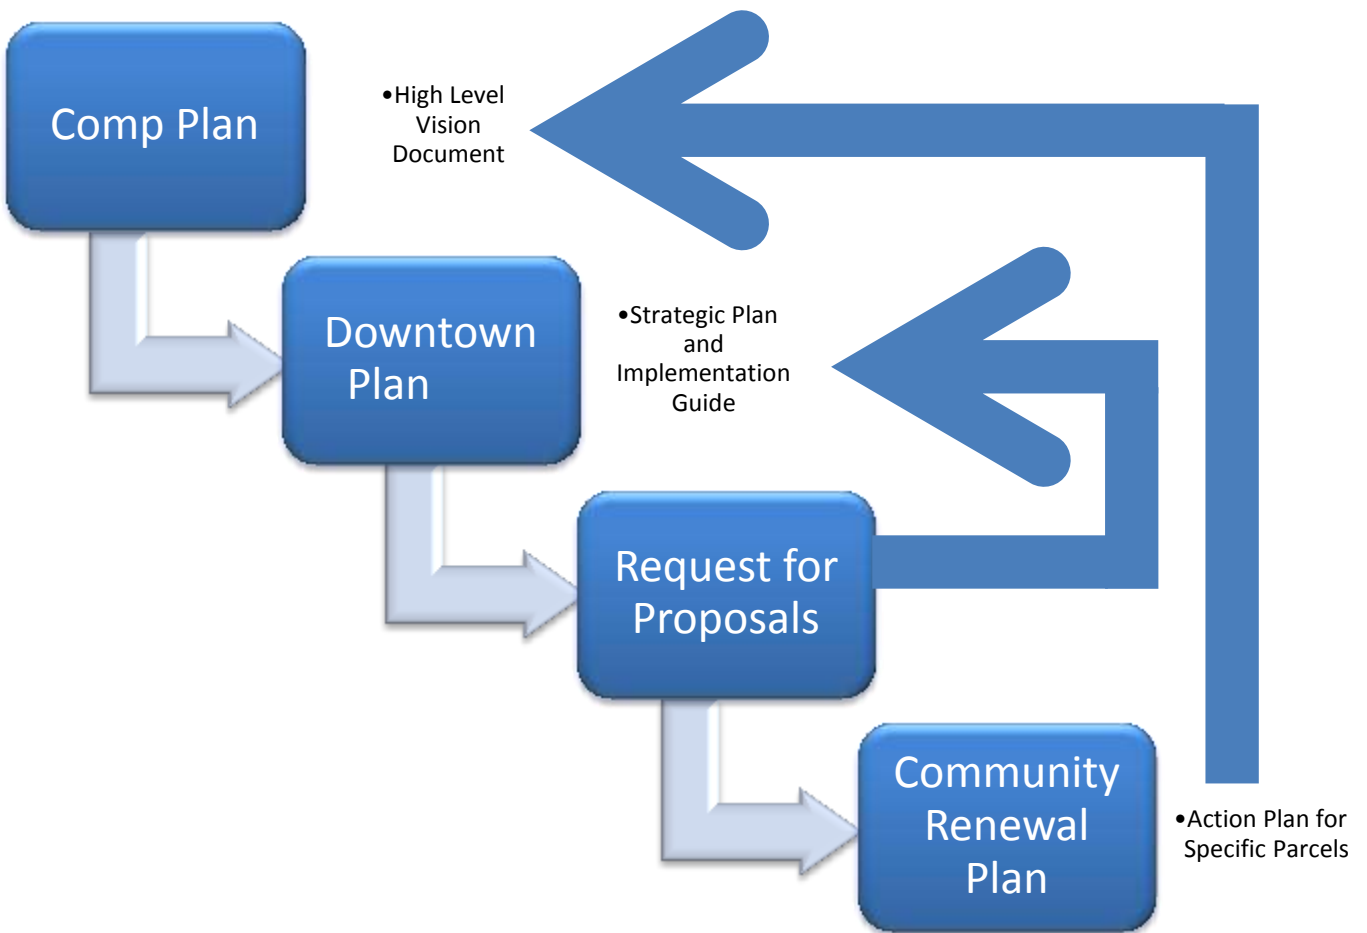 Comp Plan
•High Level
Vision
Document
Downtown
Plan
•Strategic Plan
and
Implementation
Guide
Request for
Proposals
Community
Renewal
Plan
•Action Plan for
Specific Parcels